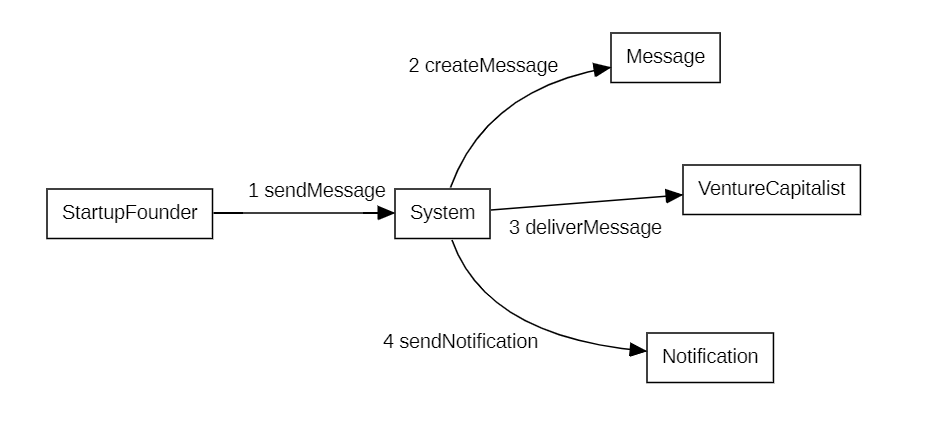 2 createMessage
Message
1 sendMessage
VentureCapitalist
StartupFounder
System
3 deliverMessage
4 sendNotification
Notification